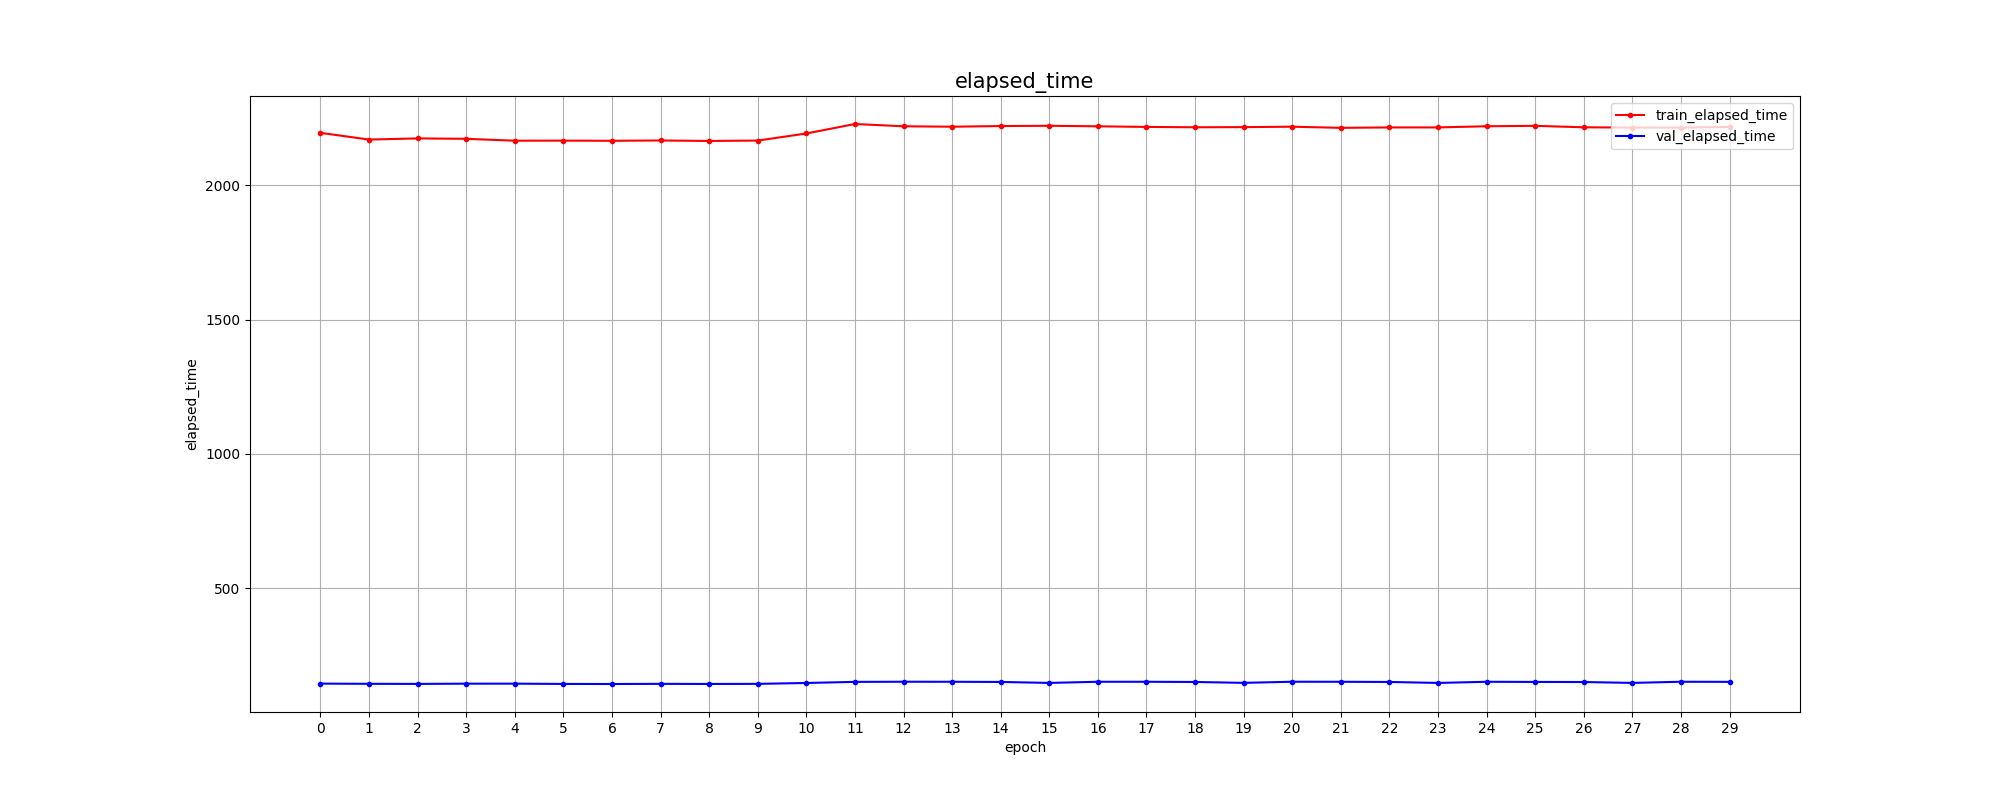 elapsed_time
train_elapsed_time
val_elapsed_time
2000
1500
1000
500
elapsed_time
0 1 2 3 4 5 6 7 8 9 10 11 12 13 14 15 16 17 18 19 20 21 22 23 24 25 26 27 28 29
epoch